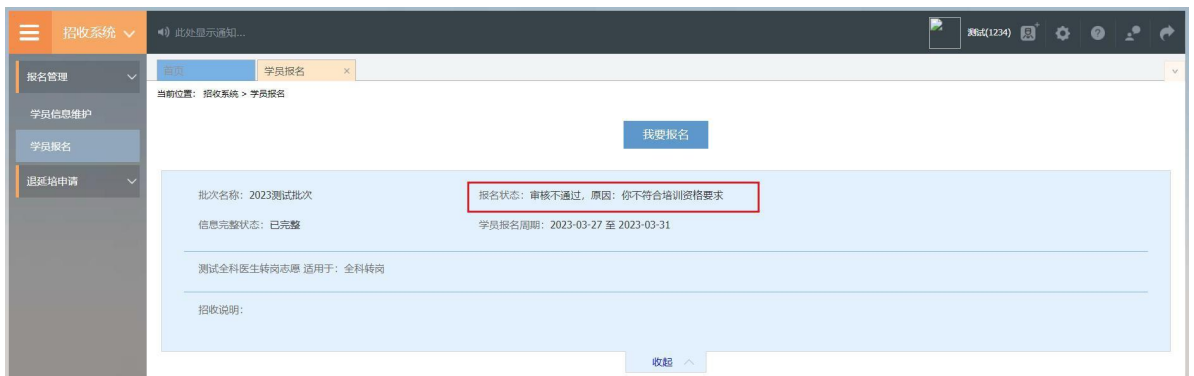 招收系统
此处显示通知...
测试(1234)
报名管理
首页
学员报名 ×
当前位置: 招收系统 > 学员报名
学员信息维护
学员报名
退延培申请
我要报名
批次名称: 2023测试批次
报名状态: 审核不通过, 原因: 你不符合培训资格要求
信息完整状态: 已完整
学员报名周期: 2023-03-27 至 2023-03-31
测试全科医生转岗志愿 适用于: 全科转岗
招收说明:
收起